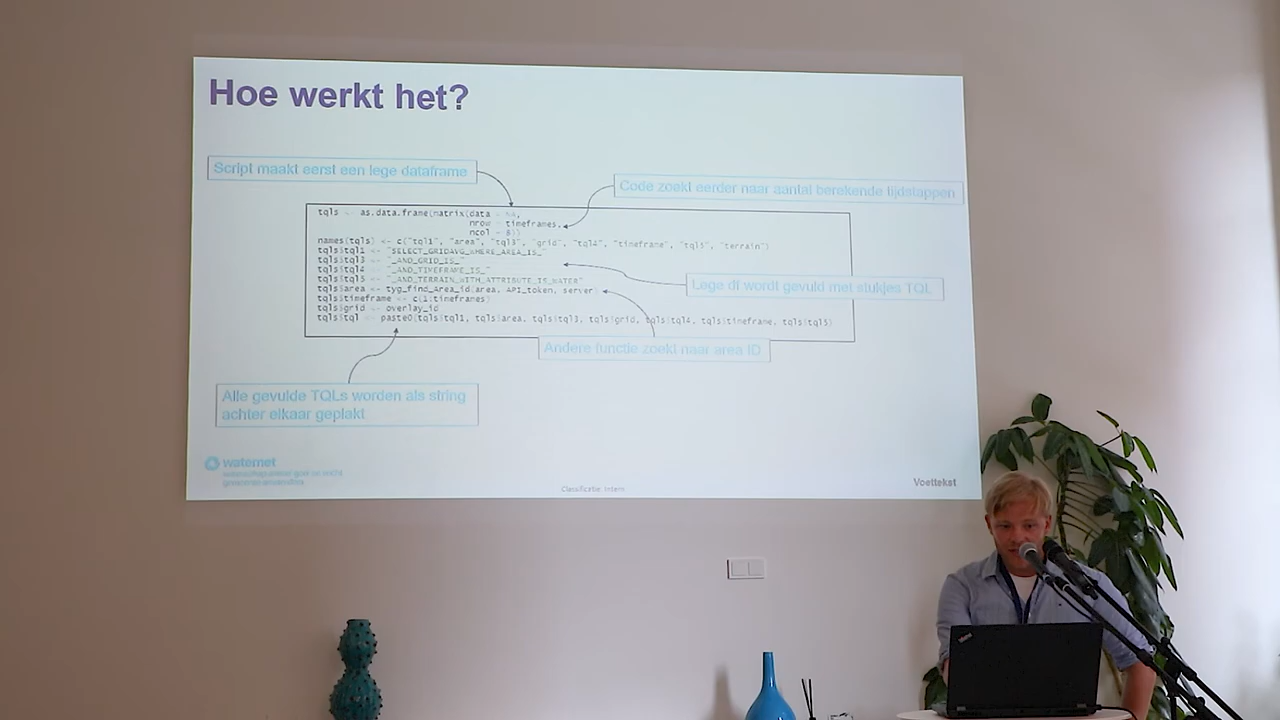 Hoe werkt het?
Script maakt eerst een lege dataframe
Code zoekt eerder naar aantal berekende tijdstappen
tqls <- as.data.frame(matrix(data = NA,
nrow = timeframes,
ncol = 8))
names(tqls) <- c("tql1", "area", "tql3", "grid", "tql4", "timeframe", "tql5", "terrain")
tqls$tql1 <- "SELECT_GRIDAVG_WHERE_AREA_IS_"
tqls$tql3 <- "_AND_GRID_IS_"
tqls$tql4 <- "_AND_TIMEFRAME_IS_"
tqls$tql5 <- "_AND_TERRAIN_WITH_ATTRIBUTE_IS_WATER"
tqls$area <- tyg_find_area_id(area, API_token, server)
tqls$timeframe <- c(1:timeframes)
tqls$grid <- overlay_id
tqls$tql <- paste0(tqls$tql1, tqls$area, tqls$tql3, tqls$grid, tqls$tql4, tqls$timeframe, tqls$tql5)
Lege df wordt gevuld met stukjes TQL
Andere functie zoekt naar area ID
Alle gevulde TQLs worden als string
achter elkaar geplakt
waternet
Classificatie: Intern
Voettekst